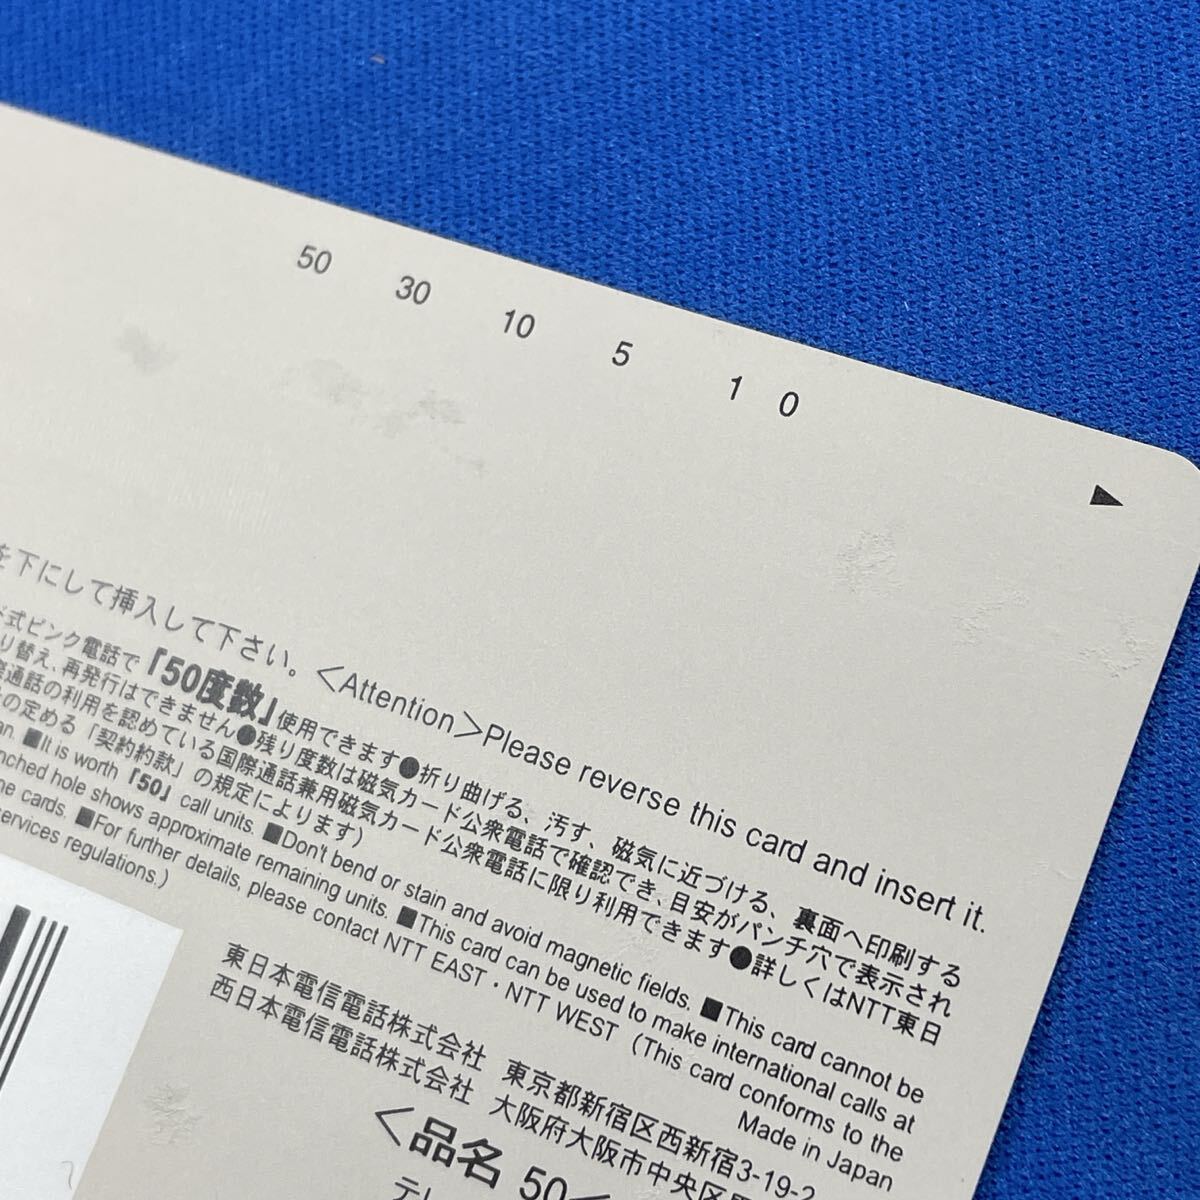 50 30 10 5 1 0
を下にして挿入して下さい。<Attention>Please reverse this card and insert it.
式ピンク電話で「50度数」使用できます●折り曲げる、汚す、磁気に近づける、裏面へ印刷する
り替え、再発行はできません●残り度数は磁気カード公衆電話で確認でき、目安がパンチ穴で表示され
通話の利用を認めている国際通話兼用磁気カード公衆電話に限り利用できます●詳しくはNTT東日
の定める「契約約款」の規定によります)
an. ■It is worth「50」call units. ■Don't bend or stain and avoid magnetic fields. ■This card cannot be
nched hole shows approximate remaining units. ■This card can be used to make international calls at
ne cards. ■For further details, please contact NTT EAST・NTT WEST (This card conforms to the
services regulations.)
Made in Japan
東日本電信電話株式会社 東京都新宿区西新宿3-19-2
西日本電信電話株式会社 大阪府大阪市中央区
<品名 50<
テレ